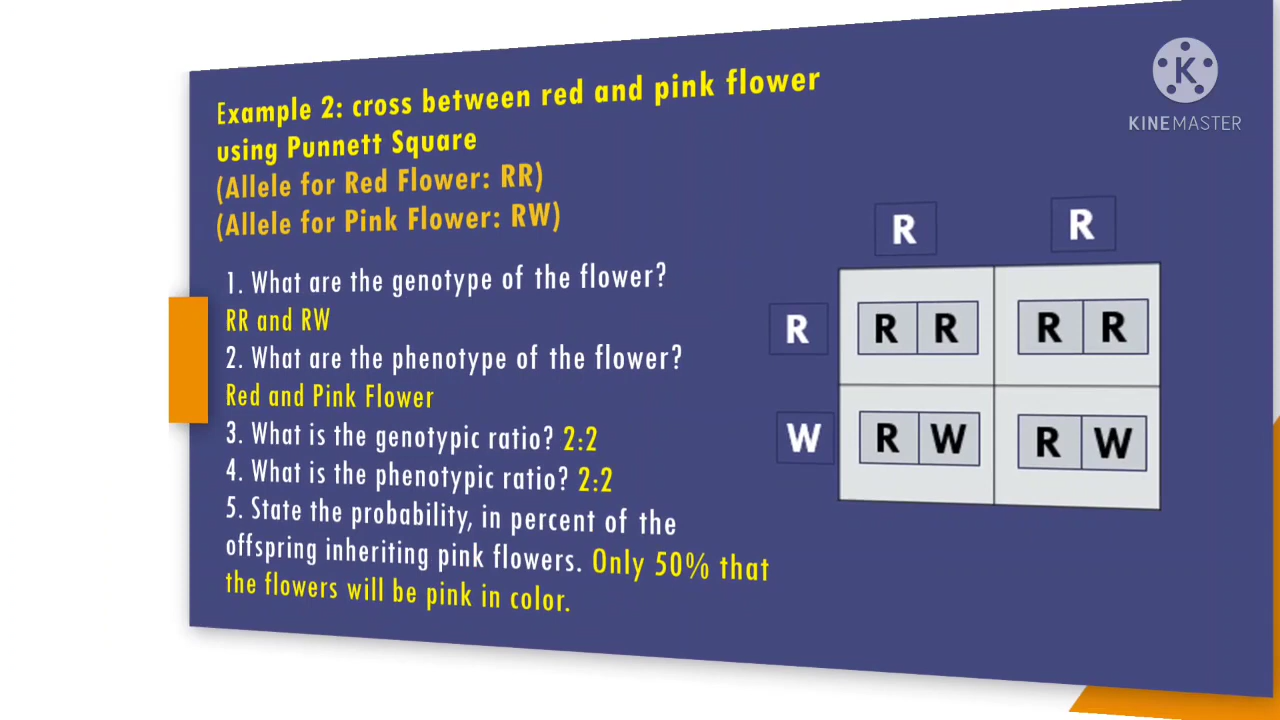 Example 2: cross between red and pink flower
using Punnett Square
(Allele for Red Flower: RR)
(Allele for Pink Flower: RW)
1. What are the genotype of the flower?
RR and RW
2. What are the phenotype of the flower?
Red and Pink Flower
3. What is the genotypic ratio? 2:2
4. What is the phenotypic ratio? 2:2
5. State the probability, in percent of the
offspring inheriting pink flowers. Only 50% that
the flowers will be pink in color.
K
KINEMASTER
R R
R R R R R
W R W R W